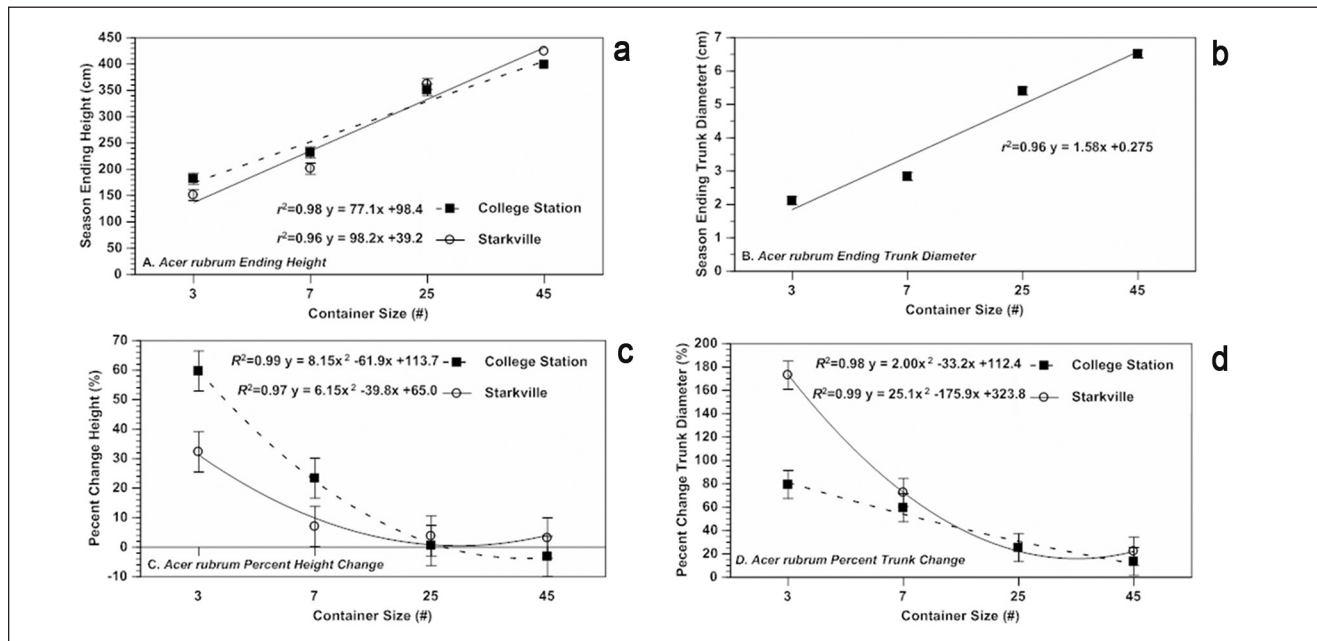 a
Season Ending Height (cm)
450
400
350
300
250
200
150
100
50
0
r²=0.98 y = 77.1x +98.4
College Station
r²=0.96 y = 98.2x +39.2
Starkville
A. Acer rubrum Ending Height
3 7 25 45
Container Size (#)
b
Season Ending Trunk Diametert (cm)
7
6
5
4
3
2
1
0
r²=0.96 y = 1.58x +0.275
B. Acer rubrum Ending Trunk Diameter
3 7 25 45
Container Size (#)
c
Pecent Change Height (%)
70
60
50
40
30
20
10
0
-10
R²=0.99 y = 8.15x² -61.9x +113.7
College Station
R²=0.97 y = 6.15x² -39.8x +65.0
Starkville
C. Acer rubrum Percent Height Change
3 7 25 45
Container Size (#)
d
Pecent Change Trunk Diameter (%)
200
180
160
140
120
100
80
60
40
20
0
R²=0.98 y = 2.00x² -33.2x +112.4
College Station
R²=0.99 y = 25.1x² -175.9x +323.8
Starkville
D. Acer rubrum Percent Trunk Change
3 7 25 45
Container Size (#)